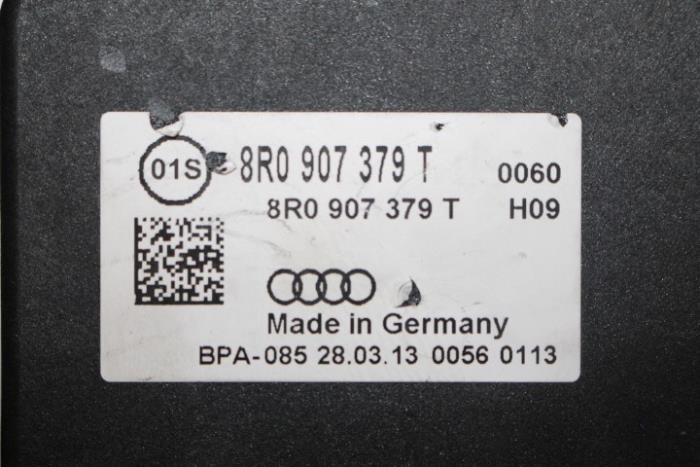 01S 8R0 907 379 T 0060
8R0 907 379 T H09
Made in Germany
BPA-085 28.03.13 0056 0113